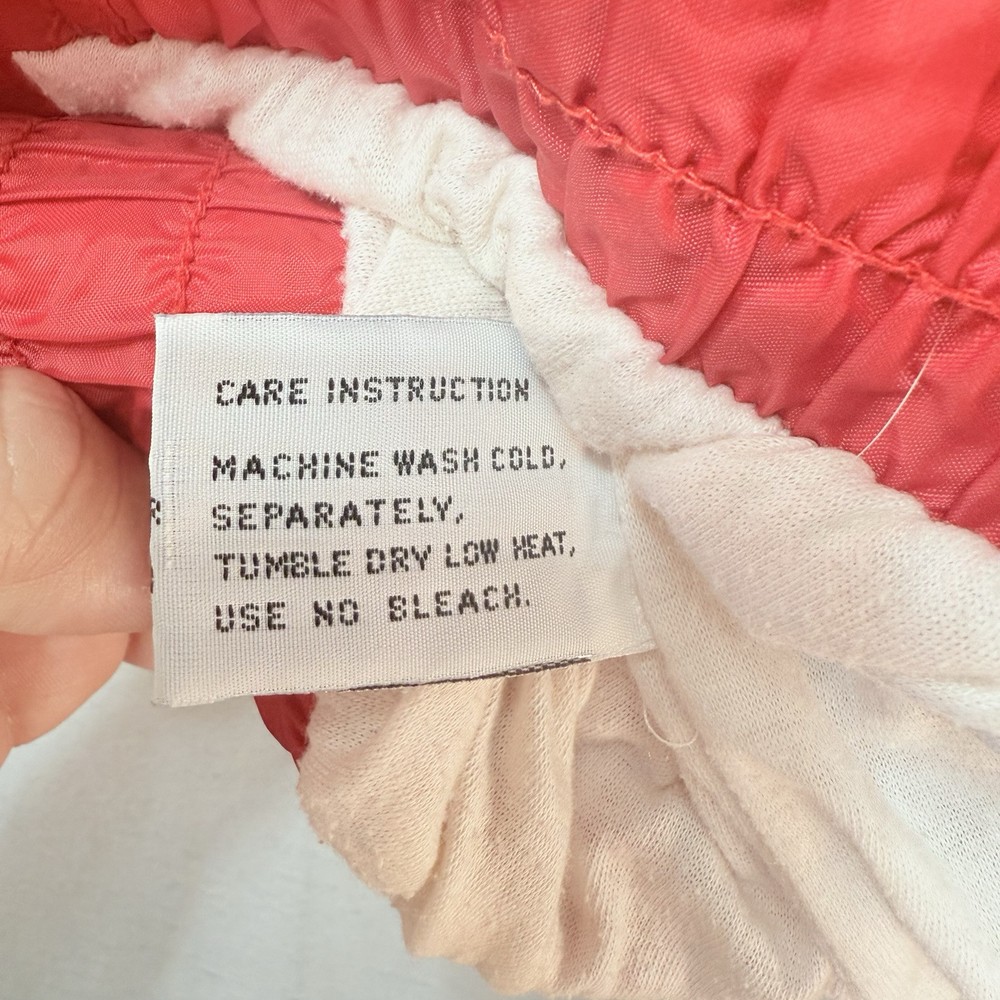 CARE INSTRUCTION
MACHINE WASH COLD,
SEPARATELY,
TUMBLE DRY LOW HEAT,
USE NO BLEACH.